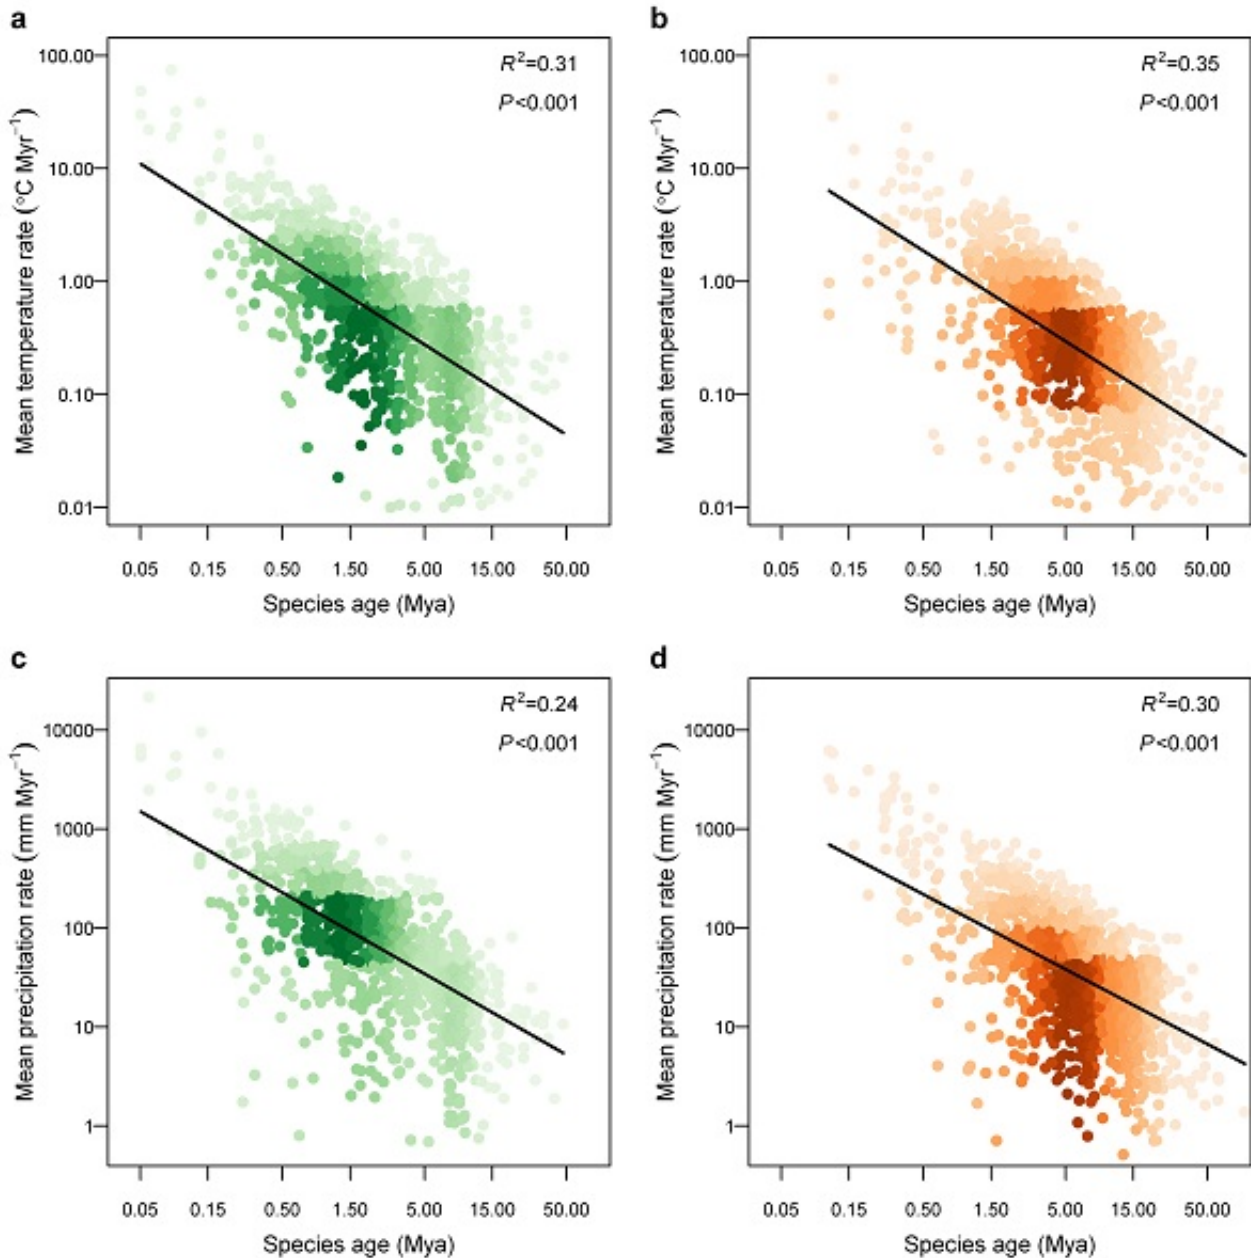 a
R²=0.31
P<0.001
Mean temperature rate (°C Myr⁻¹)
100.00
10.00
1.00
0.10
0.01
0.05 0.15 0.50 1.50 5.00 15.00 50.00
Species age (Mya)
b
R²=0.35
P<0.001
Mean temperature rate (°C Myr⁻¹)
100.00
10.00
1.00
0.10
0.01
0.05 0.15 0.50 1.50 5.00 15.00 50.00
Species age (Mya)
c
R²=0.24
P<0.001
Mean precipitation rate (mm Myr⁻¹)
10000
1000
100
10
1
0.05 0.15 0.50 1.50 5.00 15.00 50.00
Species age (Mya)
d
R²=0.30
P<0.001
Mean precipitation rate (mm Myr⁻¹)
10000
1000
100
10
1
0.05 0.15 0.50 1.50 5.00 15.00 50.00
Species age (Mya)